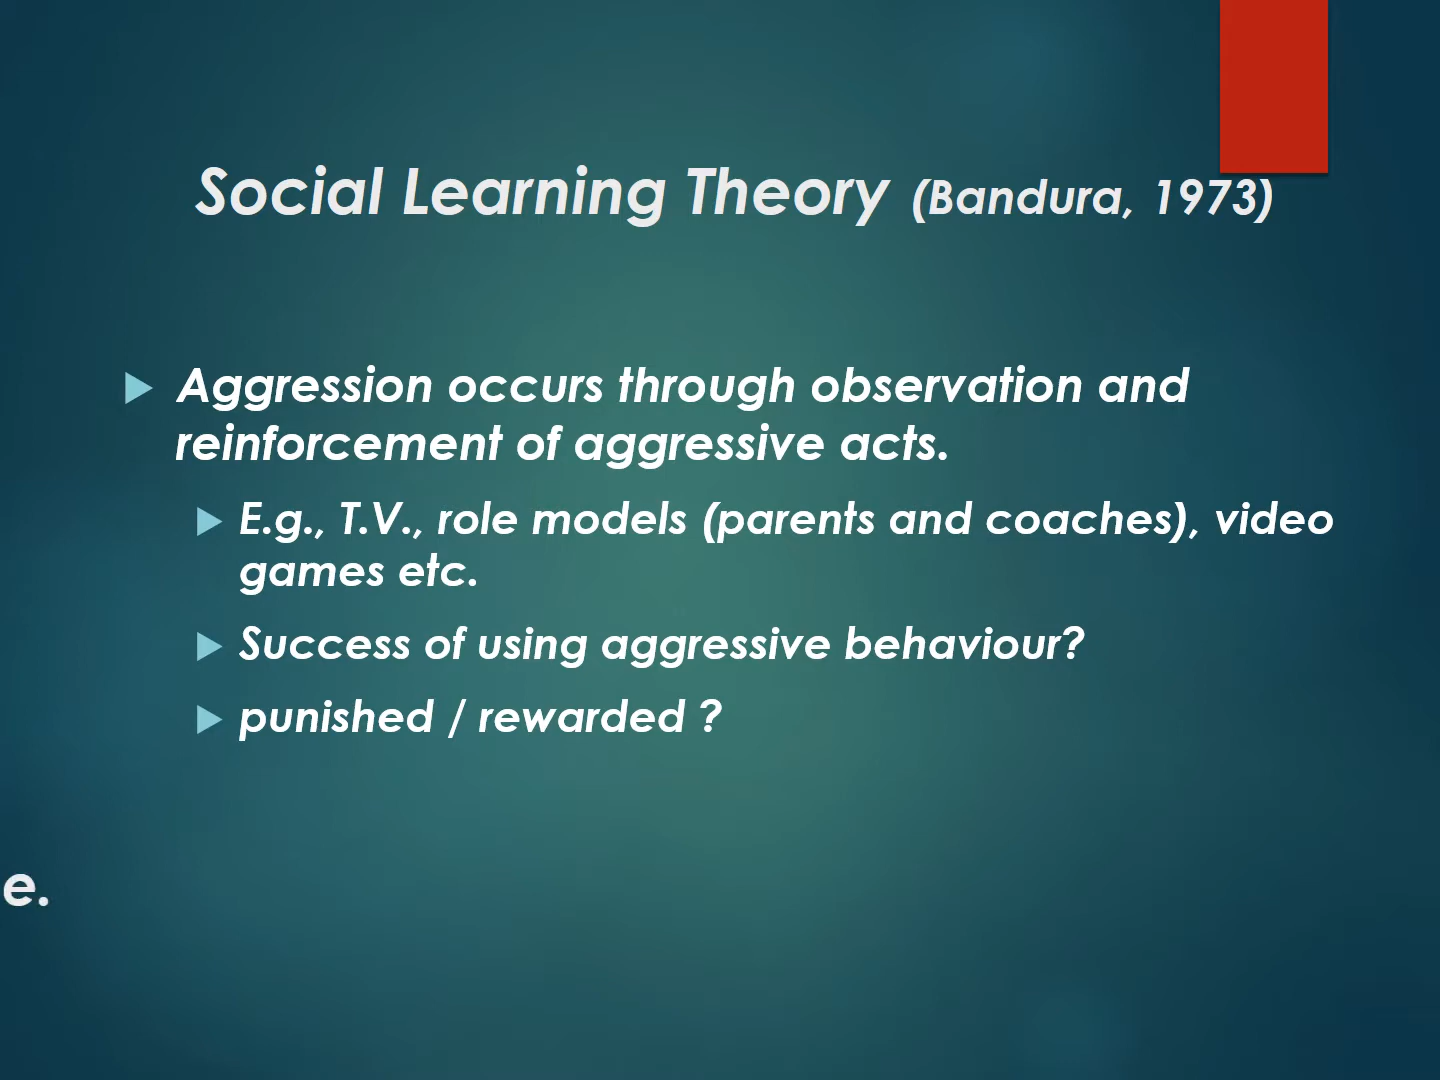 Social Learning Theory (Bandura, 1973)
Aggression occurs through observation and
reinforcement of aggressive acts.
E.g., T.V., role models (parents and coaches), video
games etc.
Success of using aggressive behaviour?
punished / rewarded ?
e.